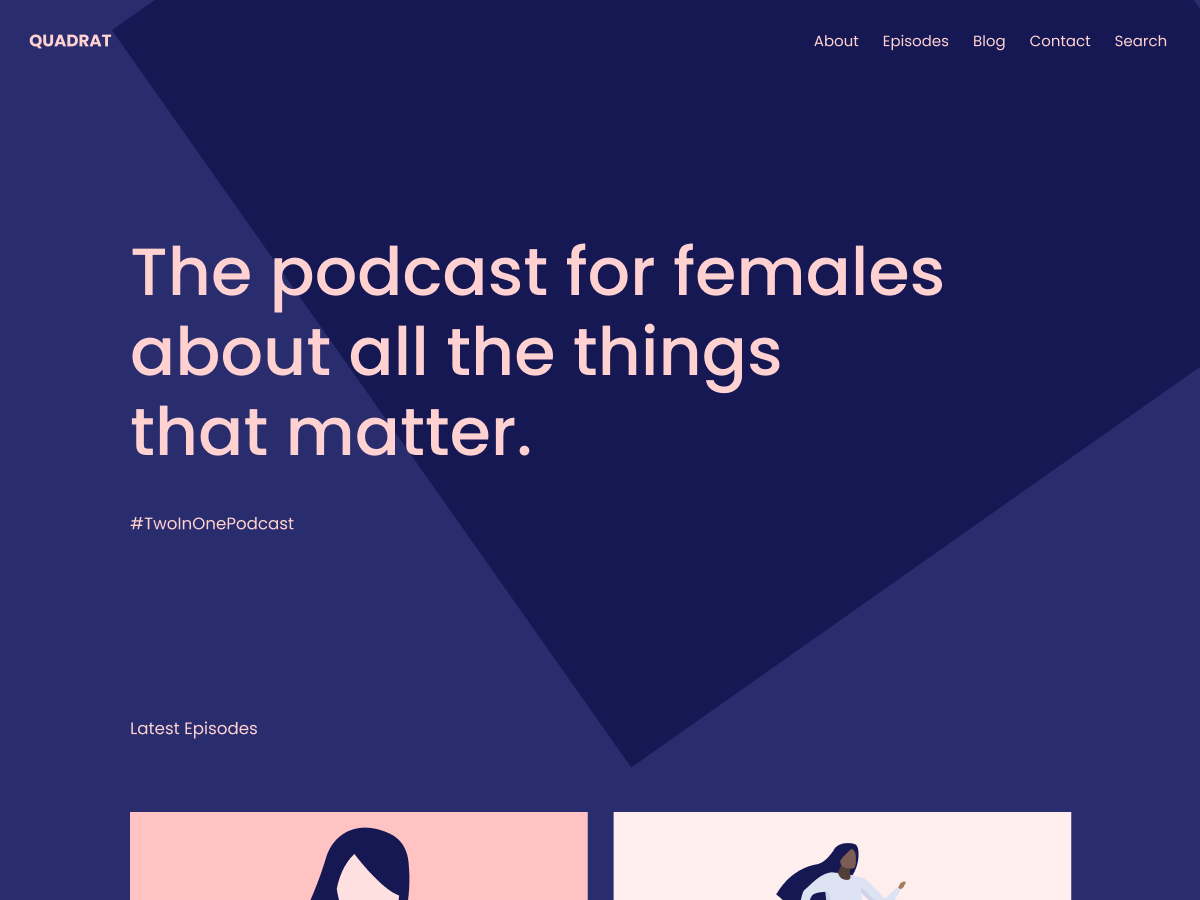 QUADRAT
About Episodes Blog Contact Search
The podcast for females
about all the things
that matter.
#TwoInOnePodcast
Latest Episodes